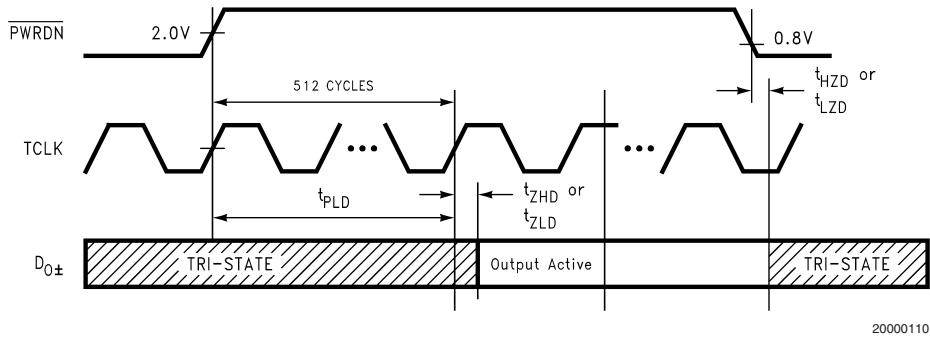 PWRDN
2.0V
0.8V
512 CYCLES
tHZD or
tLZD
TCLK
tPLD
tZHD or
tZLD
DO±
TRI-STATE
Output Active
TRI-STATE
20000110